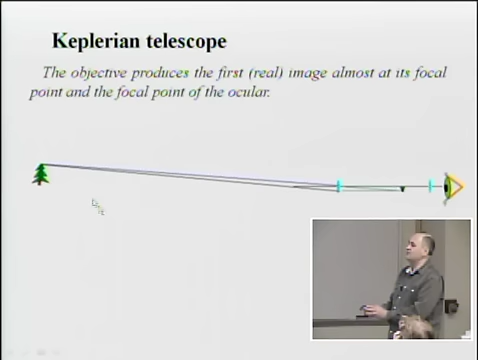 Keplerian telescope
The objective produces the first (real) image almost at its focal
point and the focal point of the ocular.